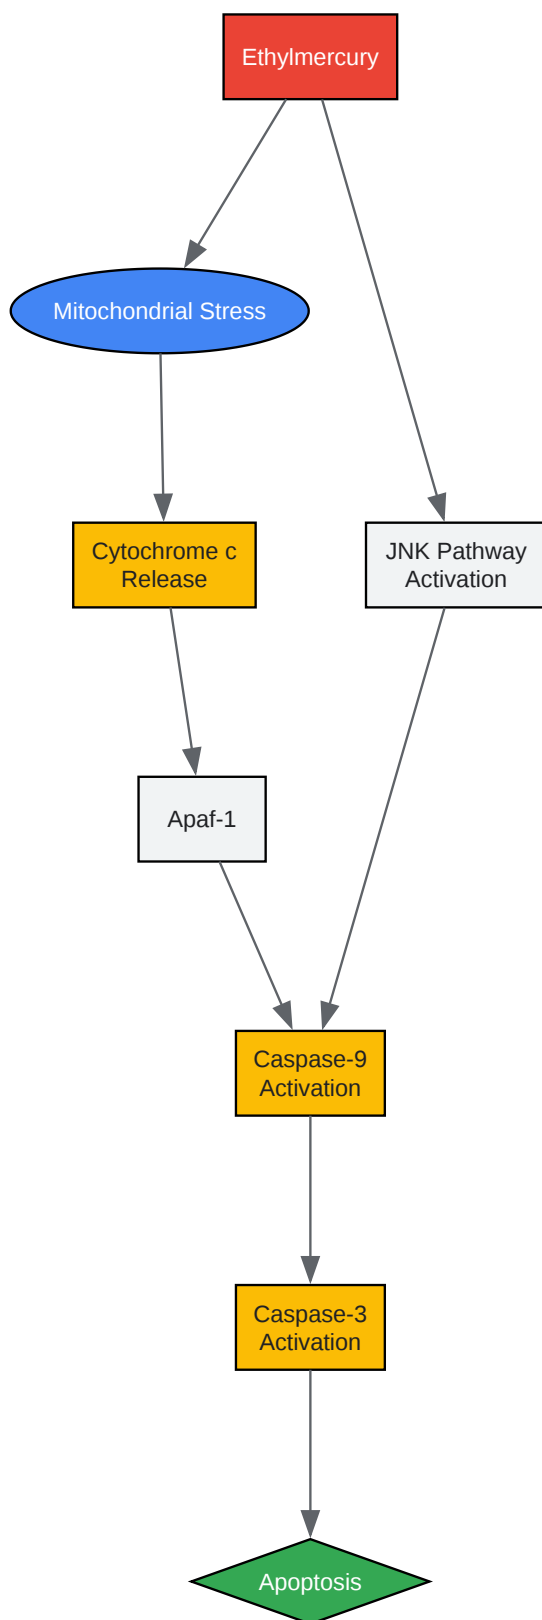 Ethylmercury
Mitochondrial Stress
Cytochrome c
Release
JNK Pathway
Activation
Apaf-1
Caspase-9
Activation
Caspase-3
Activation
Apoptosis